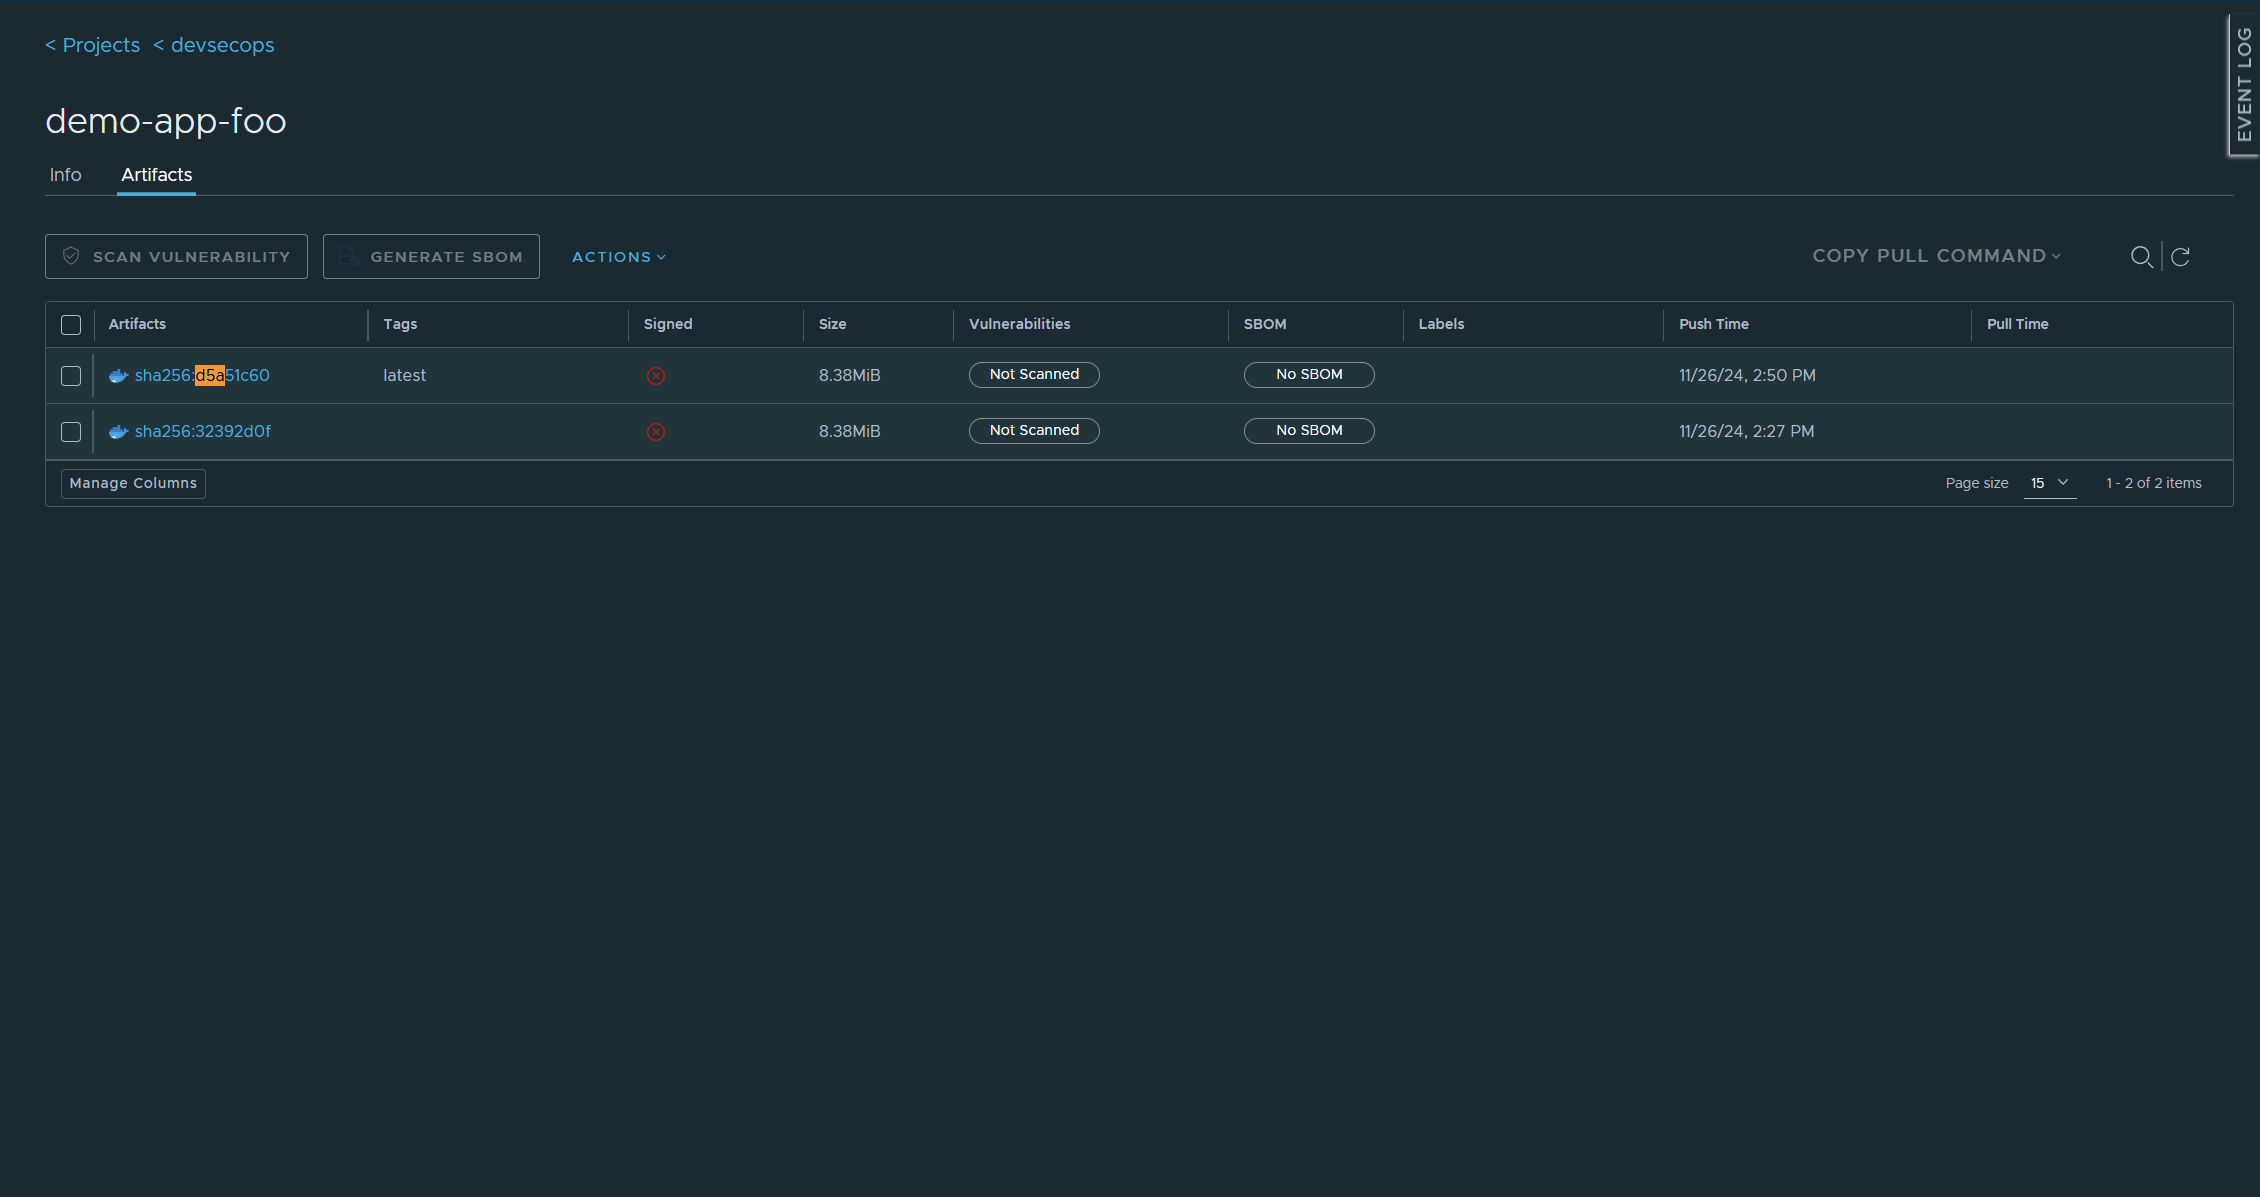 < Projects < devsecops
EVENT LOG
demo-app-foo
Info Artifacts
SCAN VULNERABILITY GENERATE SBOM ACTIONS COPY PULL COMMAND
Artifacts Tags Signed Size Vulnerabilities SBOM Labels Push Time Pull Time
sha256:d5a51c60 latest 8.38MiB Not Scanned No SBOM 11/26/24, 2:50 PM
sha256:32392d0f 8.38MiB Not Scanned No SBOM 11/26/24, 2:27 PM
Manage Columns Page size 15 1 - 2 of 2 items